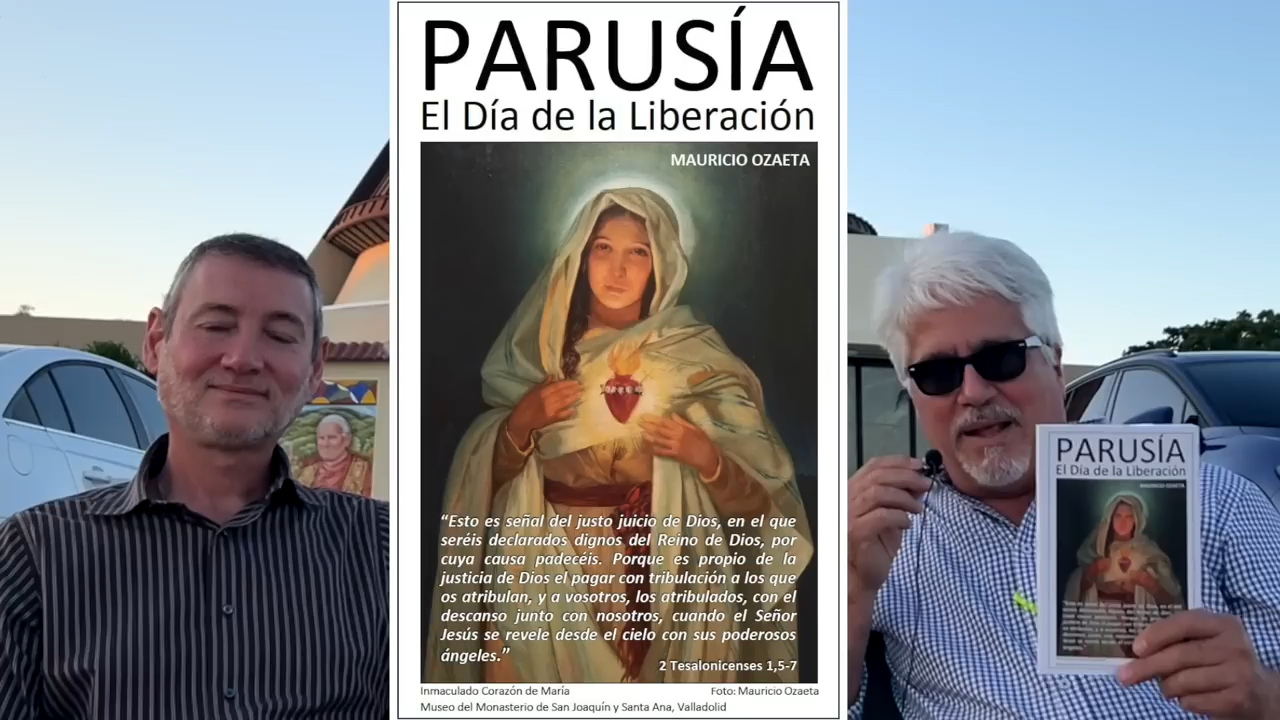 PARUSÍA
El Día de la Liberación
MAURICIO OZAETA
“Esto es señal del justo juicio de Dios, en el que
seréis declarados dignos del Reino de Dios, por
cuya causa padecéis. Porque es propio de la
justicia de Dios el pagar con tribulación a los que
os atribulan, y a vosotros, los atribulados, con el
descanso junto con nosotros, cuando el Señor
Jesús se revele desde el cielo con sus poderosos
ángeles.”
2 Tesalonicenses 1,5-7
Inmaculado Corazón de María
Foto: Mauricio Ozaeta
Museo del Monasterio de San Joaquín y Santa Ana, Valladolid
PARUSÍA
El Día de la Liberación
MAURICIO OZAETA